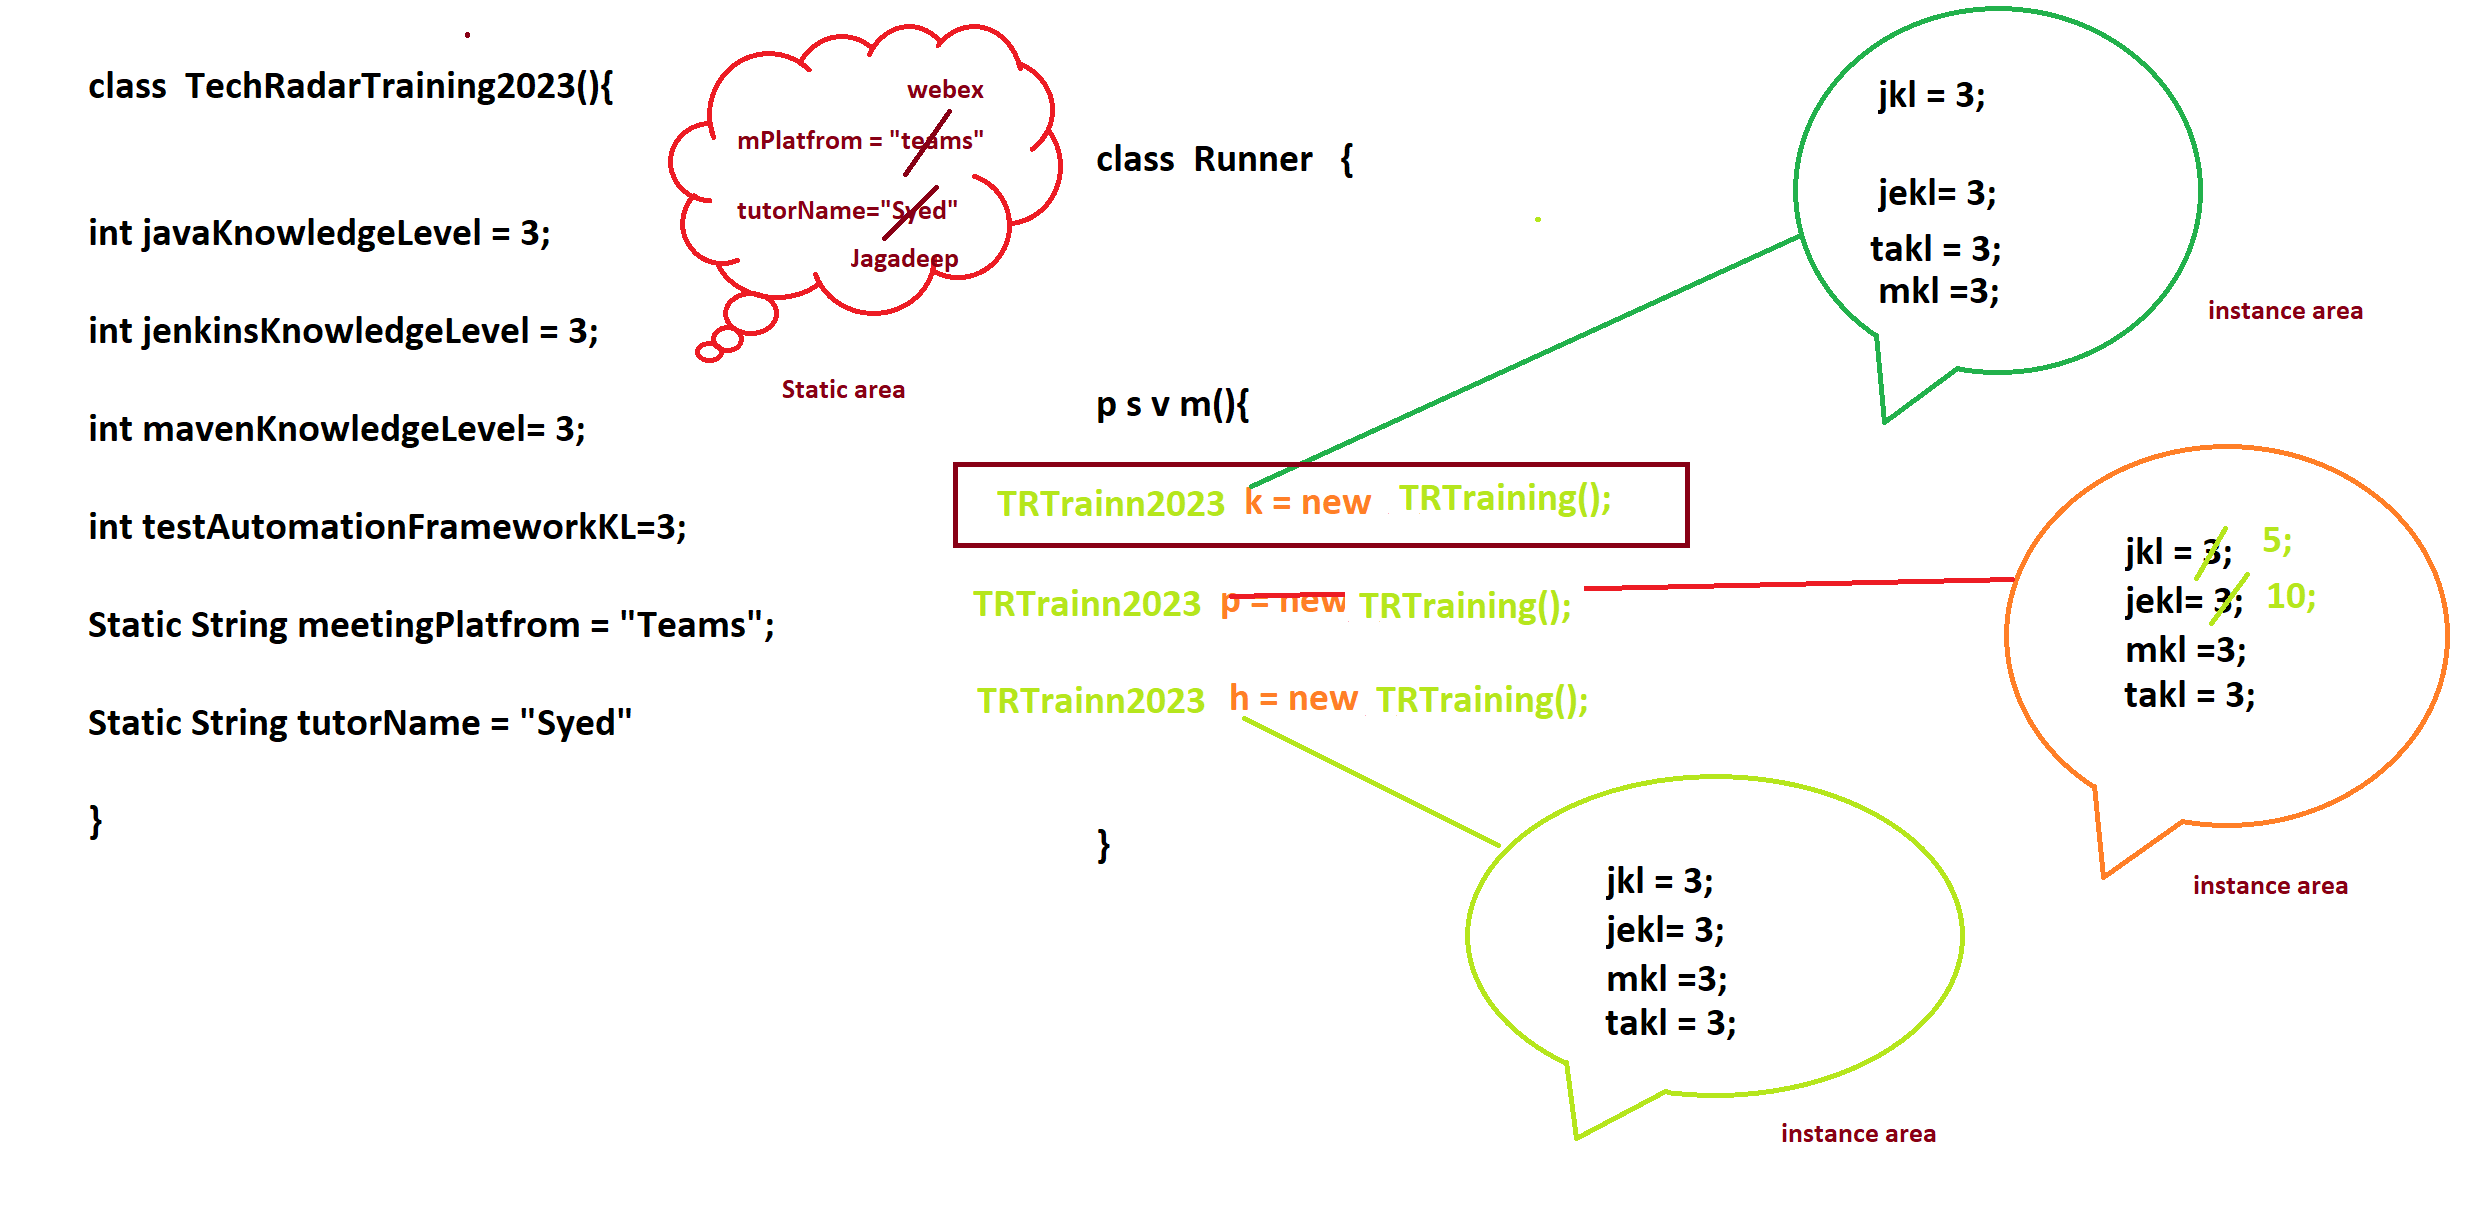 class  TechRadarTraining2023(){
int javaKnowledgeLevel = 3;
int jenkinsKnowledgeLevel = 3;
int mavenKnowledgeLevel= 3;
int testAutomationFrameworkKL=3;
Static String meetingPlatfrom = "Teams";
Static String tutorName = "Syed"
}
webex
mPlatfrom = "teams"
tutorName="Syed"
Jagadeep
Static area
class  Runner   {
p s v m(){
TRTrainn2023  k = new   TRTraining();
TRTrainn2023  p = new  TRTraining();
TRTrainn2023  h = new  TRTraining();
}
jkl = 3;
jekl= 3;
takl = 3;
mkl =3;
instance area
jkl = 3;   5;
jekl= 3;  10;
mkl =3;
takl = 3;
instance area
jkl = 3;
jekl= 3;
mkl =3;
takl = 3;
instance area